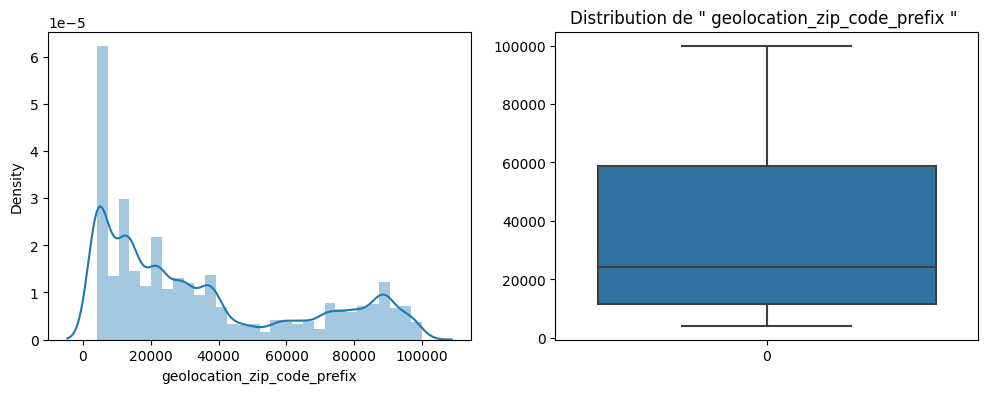 1e−5
6
5
4
3
2
1
0
Density
0 20000 40000 60000 80000 100000
geolocation_zip_code_prefix
Distribution de " geolocation_zip_code_prefix "
100000
80000
60000
40000
20000
0
0